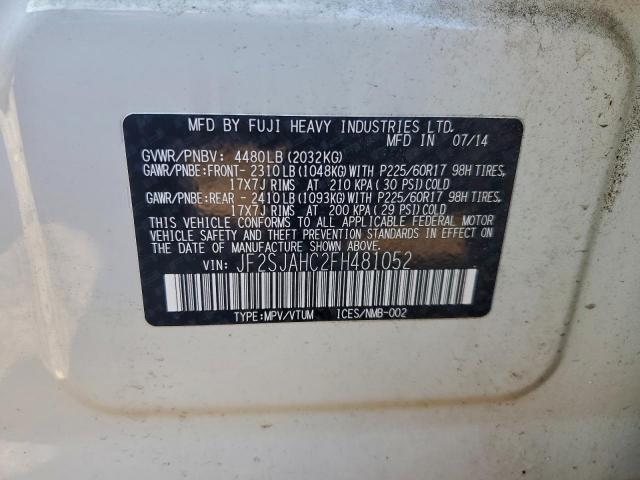 MFD BY FUJI HEAVY INDUSTRIES LTD.
MFD IN 07/14
GVWR/PNBV: 4480LB(2032KG)
GAWR/PNBE:FRONT- 2310LB(1048KG)WITH P225/60R17 98H TIRES,
17X7J RIMS AT 210 KPA(30 PSI)COLD
GAWR/PNBE:REAR - 2410LB(1093KG)WITH P225/60R17 98H TIRES,
17X7J RIMS AT 200 KPA(29 PSI)COLD
THIS VEHICLE CONFORMS TO ALL APPLICABLE FEDERAL MOTOR
VEHICLE SAFETY AND THEFT PREVENTION STANDARDS IN EFFECT
ON THE DATE OF MANUFACTURE SHOWN ABOVE.
VIN: JF2SJAHC2FH481052
TYPE:MPV/VTUM ICES/NMB-002